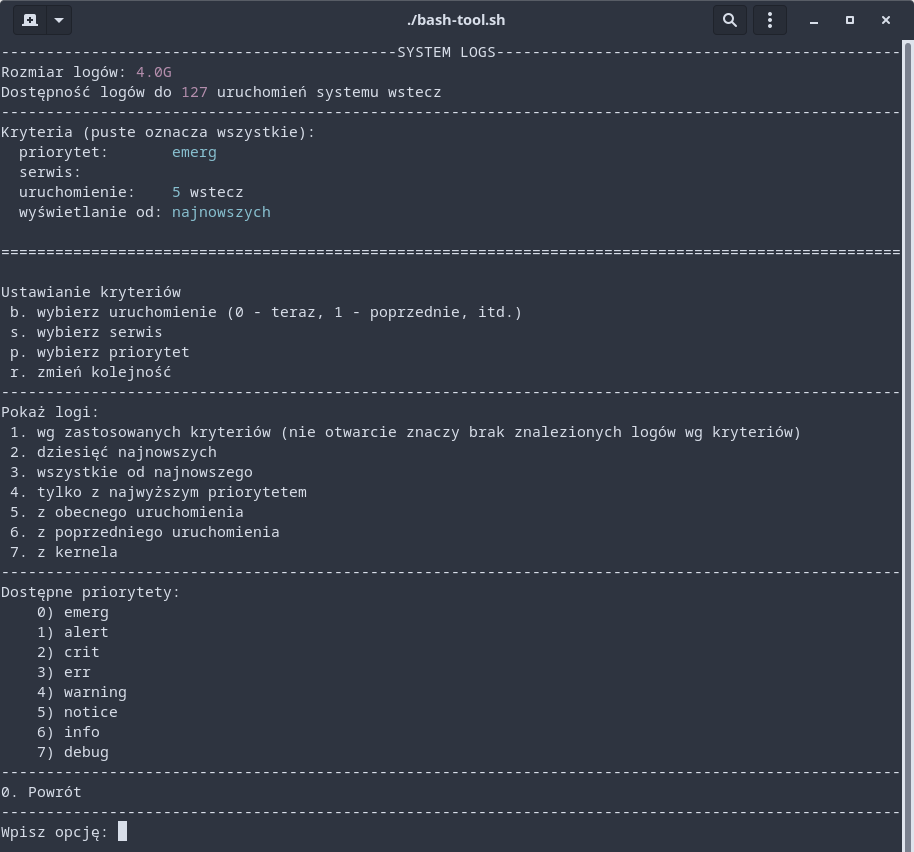 ./bash-tool.sh
--------------------------------------------SYSTEM LOGS---------------------------------------------
Rozmiar logów: 4.0G
Dostępność logów do 127 uruchomień systemu wstecz
----------------------------------------------------------------------------------------------------
Kryteria (puste oznacza wszystkie):
  priorytet:       emerg
  serwis:
  uruchomienie:    5 wstecz
  wyświetlanie od: najnowszych
====================================================================================================
Ustawianie kryteriów
 b. wybierz uruchomienie (0 - teraz, 1 - poprzednie, itd.)
 s. wybierz serwis
 p. wybierz priorytet
 r. zmień kolejność
----------------------------------------------------------------------------------------------------
Pokaż logi:
 1. wg zastosowanych kryteriów (nie otwarcie znaczy brak znalezionych logów wg kryteriów)
 2. dziesięć najnowszych
 3. wszystkie od najnowszego
 4. tylko z najwyższym priorytetem
 5. z obecnego uruchomienia
 6. z poprzedniego uruchomienia
 7. z kernela
----------------------------------------------------------------------------------------------------
Dostępne priorytety:
    0) emerg
    1) alert
    2) crit
    3) err
    4) warning
    5) notice
    6) info
    7) debug
----------------------------------------------------------------------------------------------------
0. Powrót
----------------------------------------------------------------------------------------------------
Wpisz opcję: